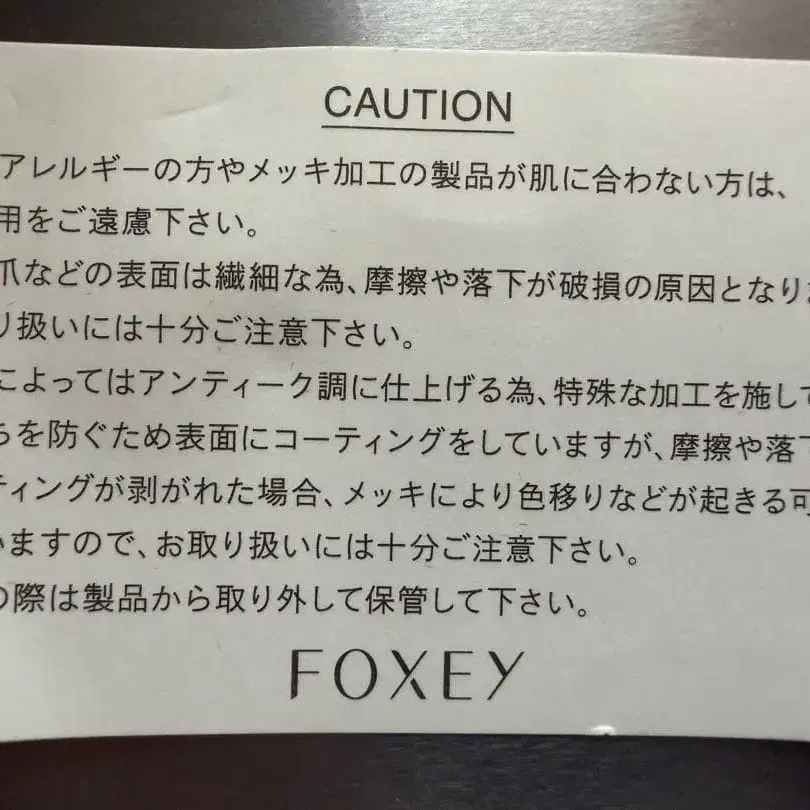 CAUTION
アレルギーの方やメッキ加工の製品が肌に合わない方は、
用をご遠慮下さい。
爪などの表面は繊細な為、摩擦や落下が破損の原因となりま
り扱いには十分ご注意下さい。
によってはアンティーク調に仕上げる為、特殊な加工を施して
ちを防ぐため表面にコーティングをしていますが、摩擦や落下
ティングが剥がれた場合、メッキにより色移りなどが起きる可
いますので、お取り扱いには十分ご注意下さい。
の際は製品から取り外して保管して下さい。
FOXEY